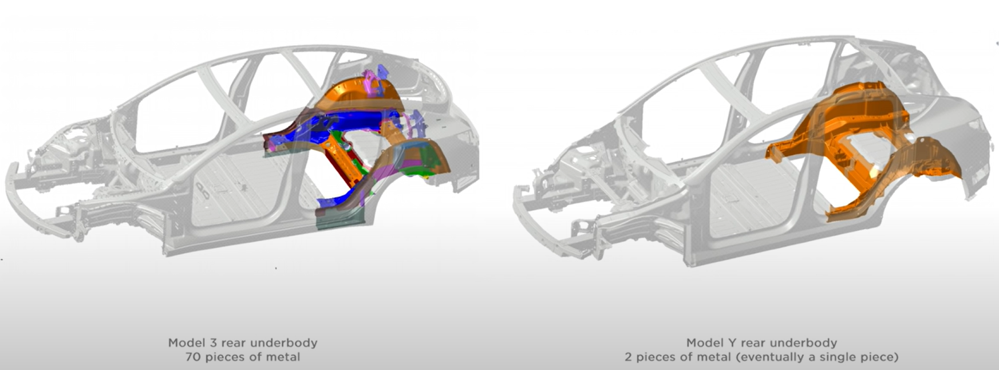 Model 3 rear underbody
70 pieces of metal
Model Y rear underbody
2 pieces of metal (eventually a single piece)